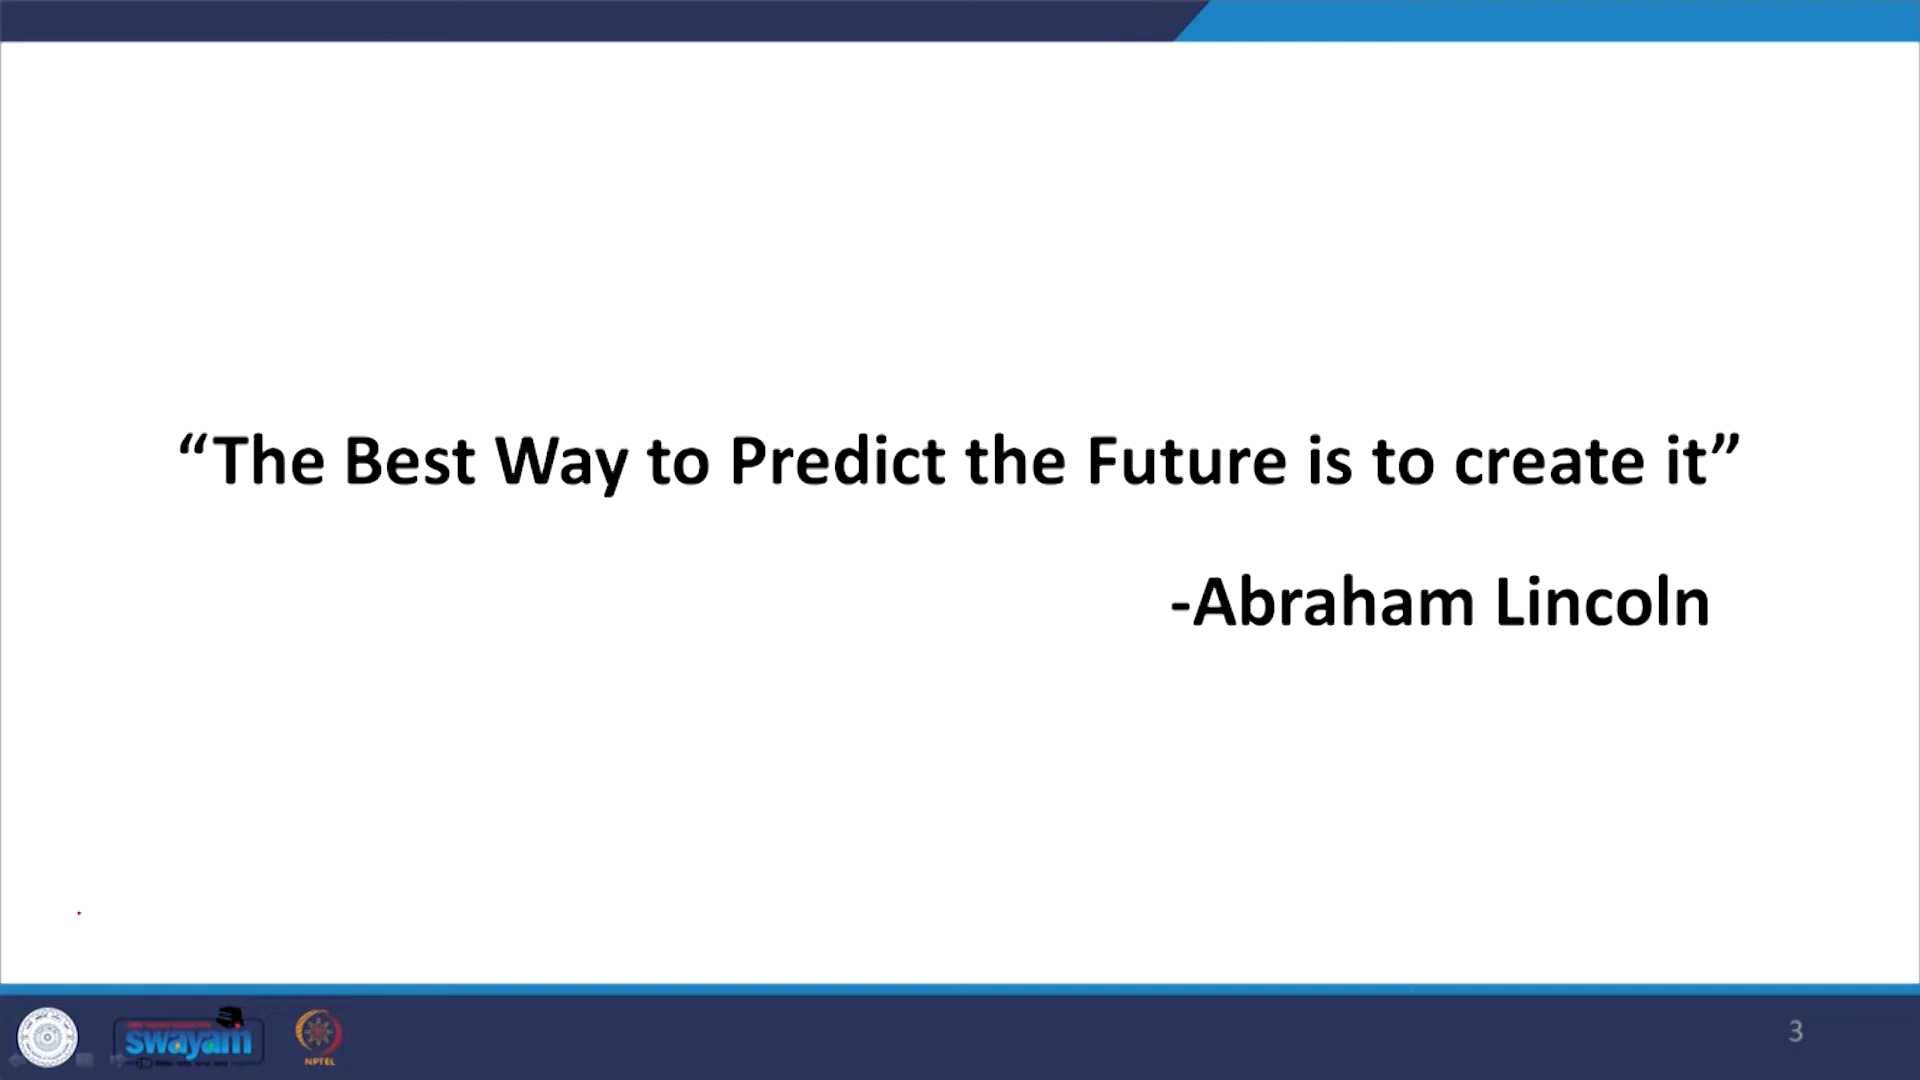 “The Best Way to Predict the Future is to create it”
-Abraham Lincoln
swayam
NPTEL
3